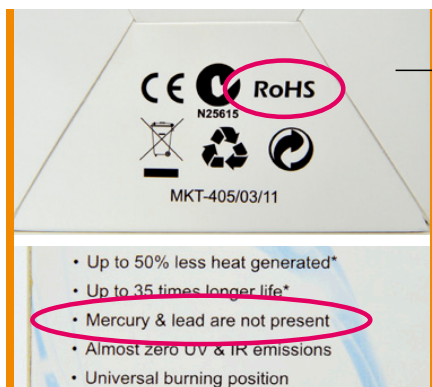 CE RoHS
N25615
MKT-405/03/11
• Up to 50% less heat generated*
• Up to 35 times longer life*
• Mercury & lead are not present
• Almost zero UV & IR emissions
• Universal burning position